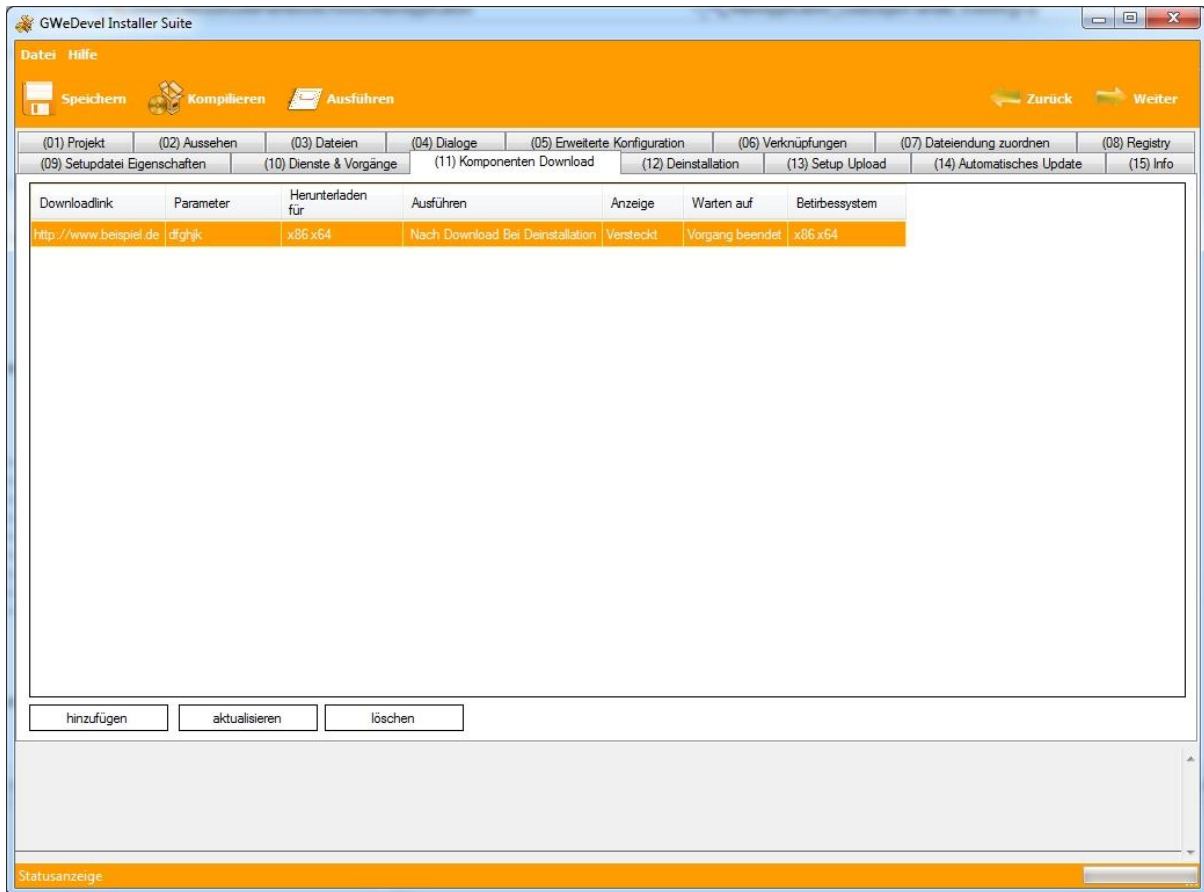 GWeDevel Installer Suite
Datei Hilfe
Speichern Kompilieren Ausführen Zurück Weiter
(01) Projekt (02) Aussehen (03) Dateien (04) Dialoge (05) Erweiterte Konfiguration (06) Verknüpfungen (07) Dateiendung zuordnen (08) Registry
(09) Setupdatei Eigenschaften (10) Dienste & Vorgänge (11) Komponenten Download (12) Deinstallation (13) Setup Upload (14) Automatisches Update (15) Info
Downloadlink Parameter Herunterladen für Ausführen Anzeige Warten auf Betirbessystem
http://www.beispiel.de dfghjk x86 x64 Nach Download Bei Deinstallation Versteckt Vorgang beendet x86 x64
hinzufügen aktualisieren löschen
Statusanzeige